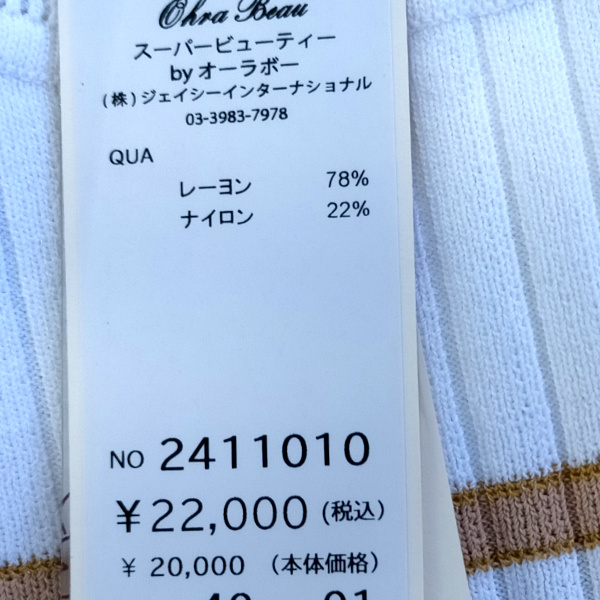 Ohra Beau
スーパービューティー
by オーラボー
(株)ジェイシーインターナショナル
03-3983-7978
QUA
レーヨン 78%
ナイロン 22%
NO 2411010
¥22,000 (税込)
¥ 20,000 (本体価格)